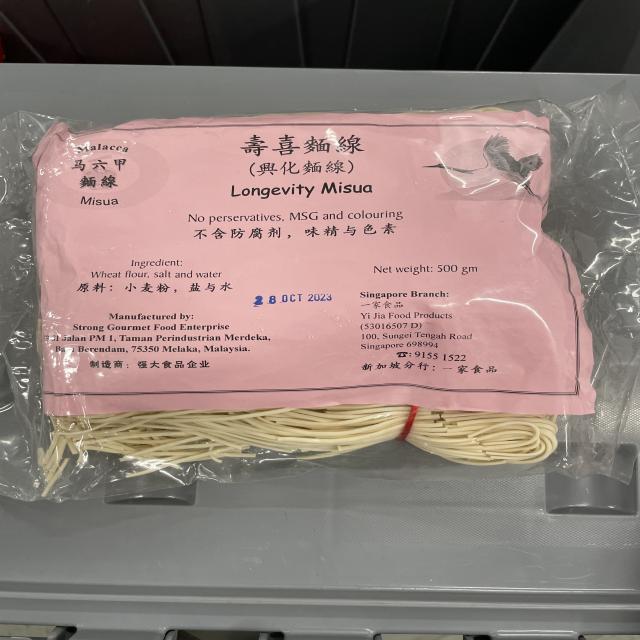 Malacca
马六甲
麵線
Misua
壽喜麵線
(興化麵線)
Longevity Misua
No perservatives, MSG and colouring
不含防腐剂，味精与色素
Ingredient:
Wheat flour, salt and water
原料：小麦粉，盐与水
Net weight: 500 gm
28 OCT 2023
Manufactured by:
Strong Gourmet Food Enterprise
Jalan PM 1, Taman Perindustrian Merdeka,
Berendam, 75350 Melaka, Malaysia.
制造商：强大食品企业
Singapore Branch:
一家食品
Yi Jia Food Products
(53016507 D)
100, Sungei Tengah Road
Singapore 698994
☎: 9155 1522
新加坡分行：一家食品